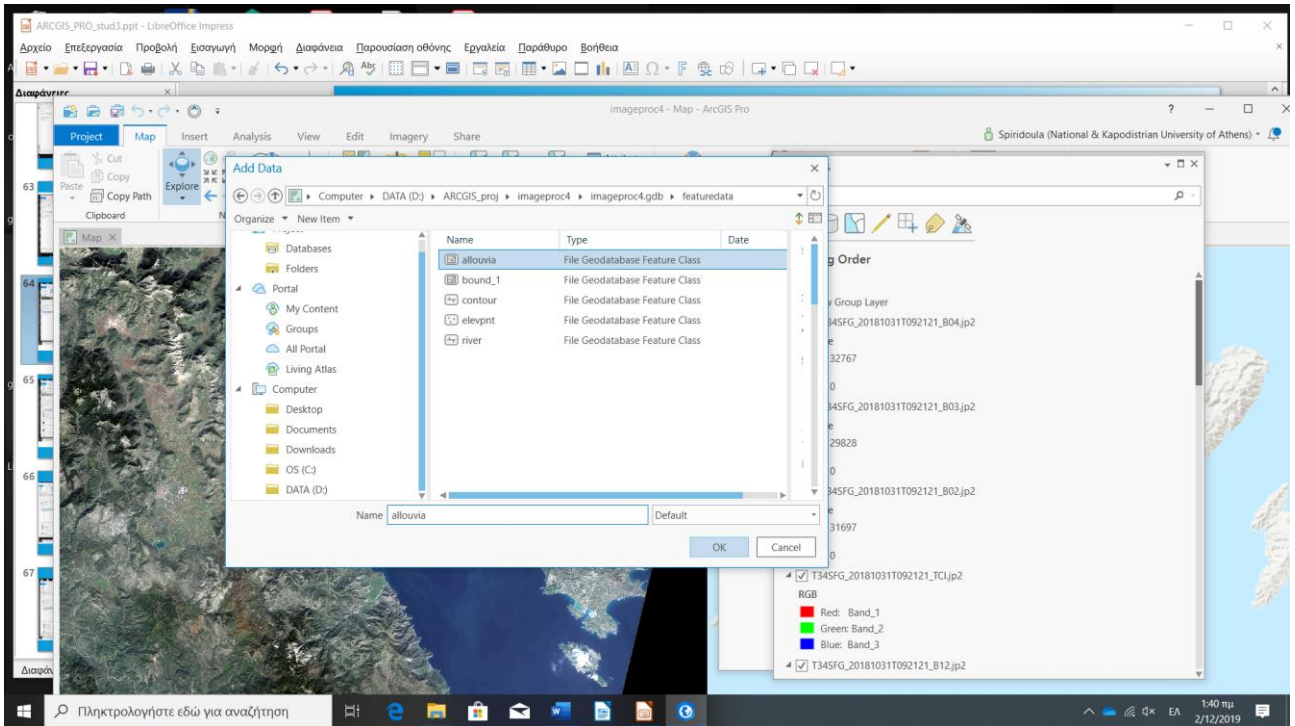 ARCGIS_PRO_stud3.ppt - LibreOffice Impress
Αρχείο Επεξεργασία Προβολή Εισαγωγή Μορφή Διαφάνεια Παρουσίαση οθόνης Εργαλεία Παράθυρο Βοήθεια
Διαφάνειες
imageproc4 - Map - ArcGIS Pro
Project Map Insert Analysis View Edit Imagery Share
Spiridoula (National & Kapodistrian University of Athens)
Cut
Copy
Paste
Copy Path
Explore
Clipboard
Map
63
64
65
66
67
Add Data
Computer DATA (D:) ARCGIS_proj imageproc4 imageproc4.gdb featuredata
Organize New Item
Databases
Folders
Portal
My Content
Groups
All Portal
Living Atlas
Computer
Desktop
Documents
Downloads
OS (C:)
DATA (D:)
Name Type Date
allouvia File Geodatabase Feature Class
bound_1 File Geodatabase Feature Class
contour File Geodatabase Feature Class
elevpnt File Geodatabase Feature Class
river File Geodatabase Feature Class
Name allouvia Default
OK Cancel
g Order
Group Layer
34SFG_20181031T092121_B04.jp2
32767
0
34SFG_20181031T092121_B03.jp2
29828
0
34SFG_20181031T092121_B02.jp2
31697
0
T34SFG_20181031T092121_TCI.jp2
RGB
Red: Band_1
Green: Band_2
Blue: Band_3
T34SFG_20181031T092121_B12.jp2
Πληκτρολογήστε εδώ για αναζήτηση
ΕΛ
1:40 πμ
2/12/2019